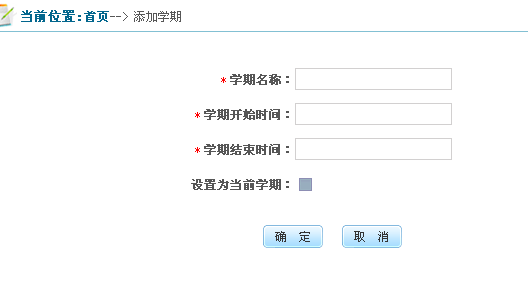 当前位置：首页--> 添加学期
*学期名称：
*学期开始时间：
*学期结束时间：
设置为当前学期：
确 定 取 消